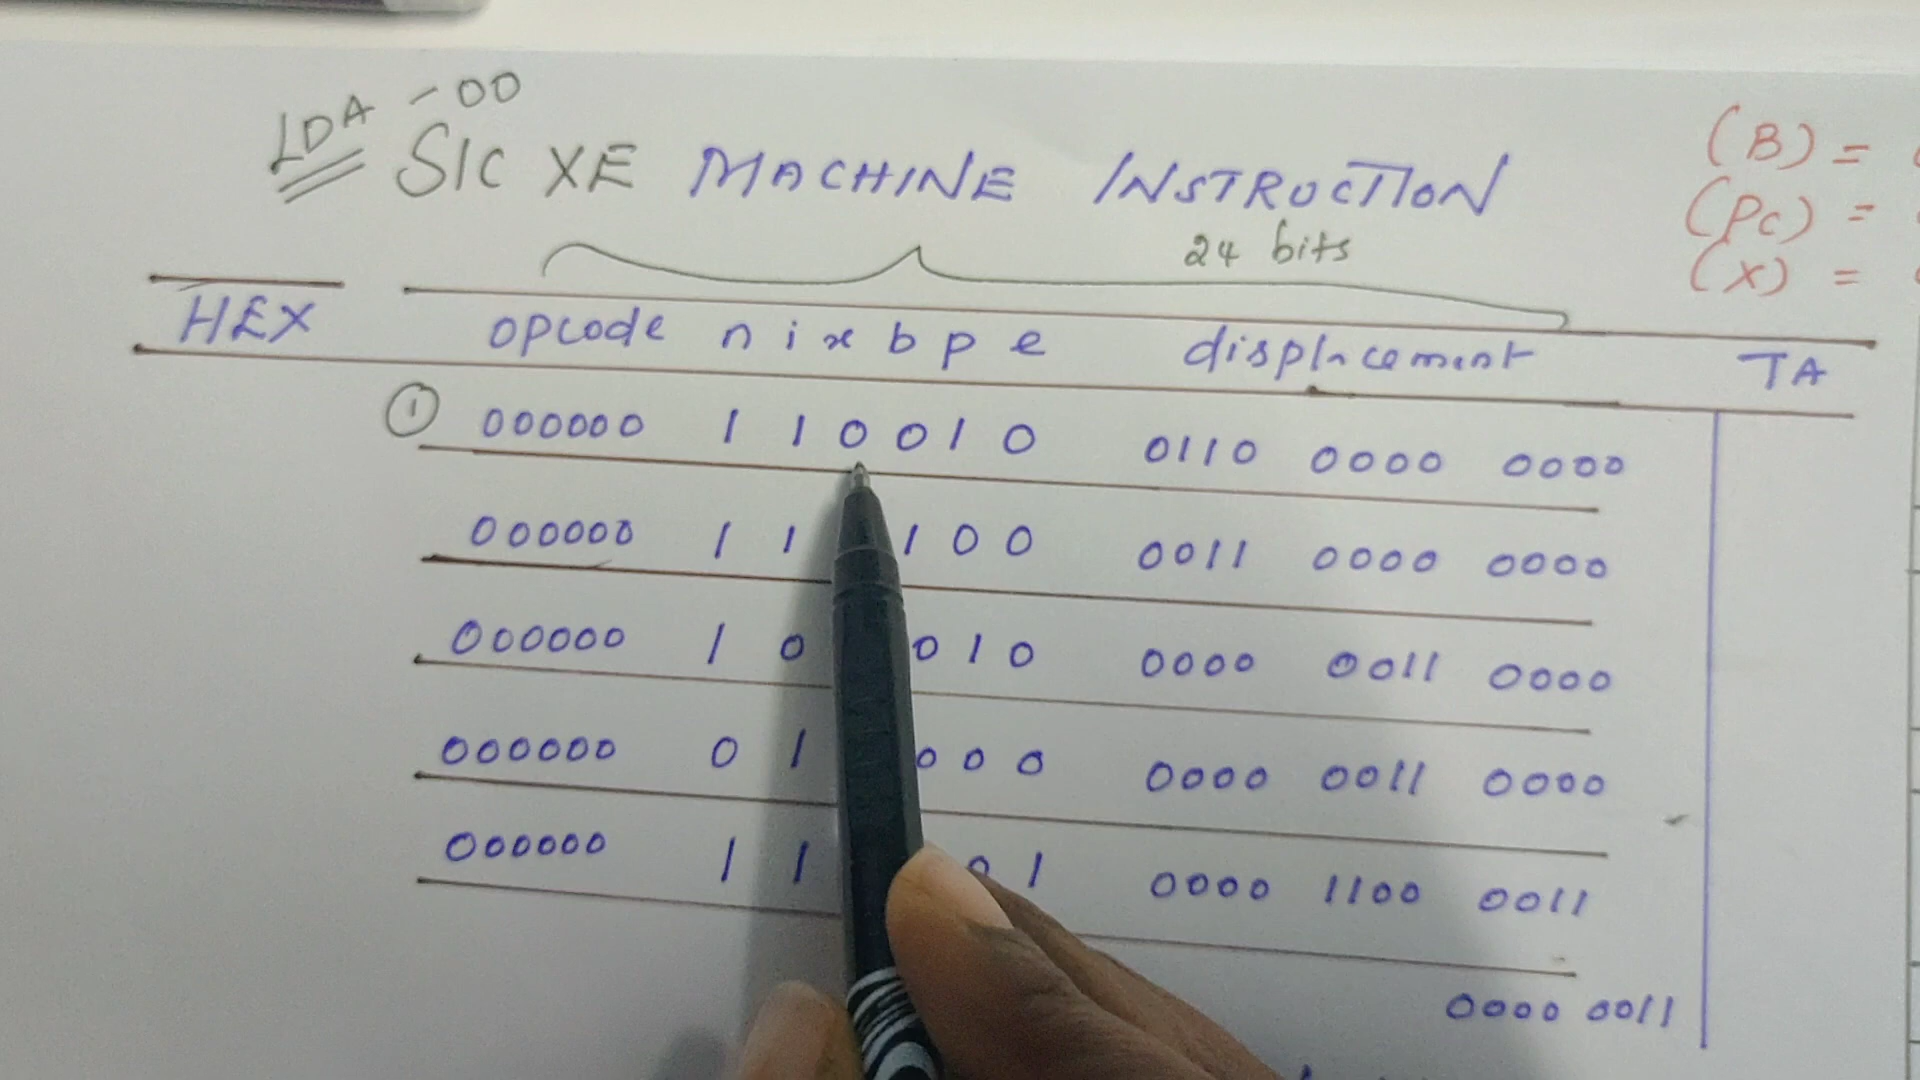 LDA - 00
SIC XE MACHINE INSTRUCTION
(B) =
(PC) =
(X) =
24 bits
HEX opcode n i x b p e displacement TA
① 000000 1 1 0 0 1 0 0110 0000 0000
000000 1 1 1 0 0 0011 0000 0000
000000 1 0 0 1 0 0000 0011 0000
000000 0 1 0 0 0 0000 0011 0000
000000 1 1 0 1 0000 1100 0011
0000 0011